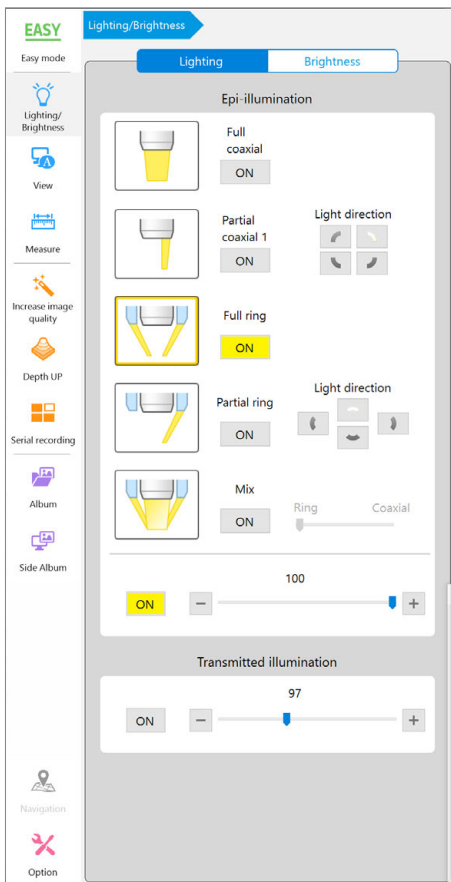 EASY
Easy mode
Lighting/
Brightness
View
Measure
Increase image
quality
Depth UP
Serial recording
Album
Side Album
Navigation
Option
Lighting/Brightness
Lighting
Brightness
Epi-illumination
Full
coaxial
ON
Partial
coaxial 1
ON
Light direction
Full ring
ON
Partial ring
ON
Light direction
Mix
ON
Ring
Coaxial
100
ON
Transmitted illumination
97
ON